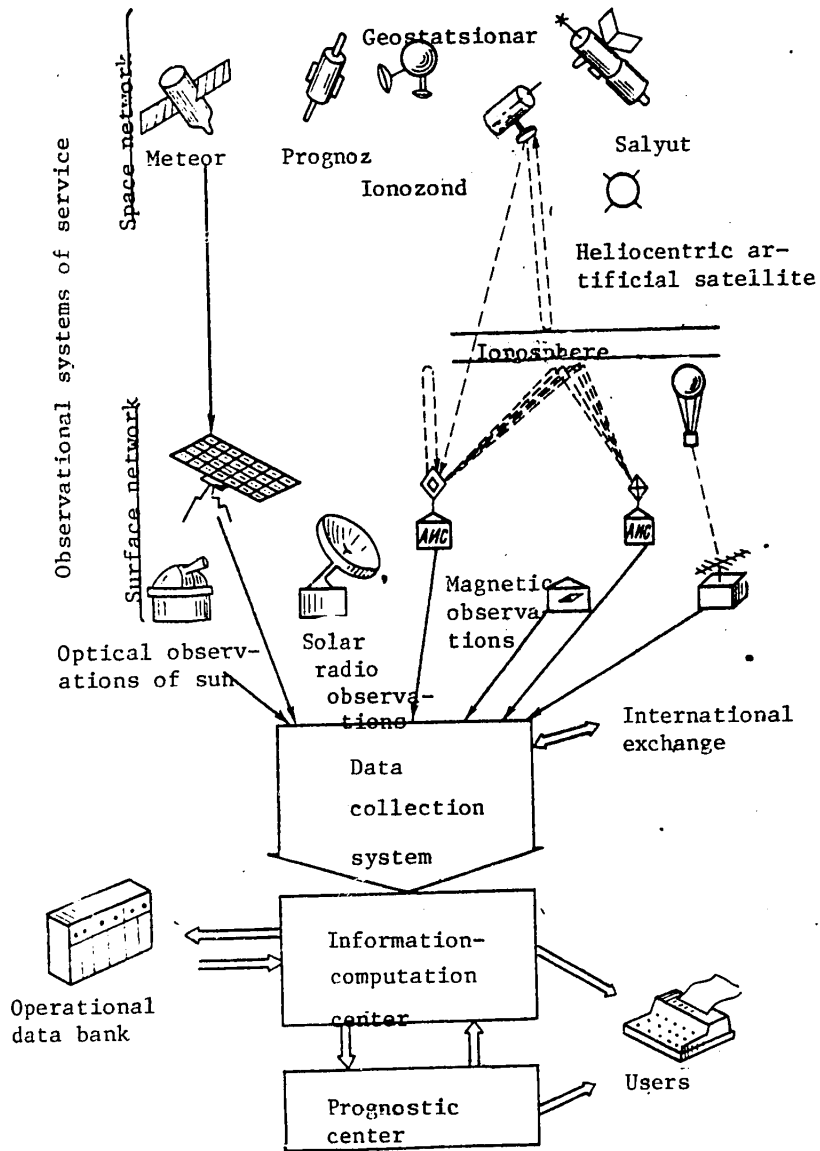 Observational systems of service
Space network
Geostatsionar
Meteor
Prognoz
Salyut
Ionozond
Heliocentric ar-
tificial satellite
Ionosphere
Surface network
АИС
АИС
Magnetic
observa-
tions
Optical observ-
ations of sun
Solar
radio
observa-
tions
International
exchange
Data
collection
system
Information-
computation
center
Operational
data bank
Users
Prognostic
center